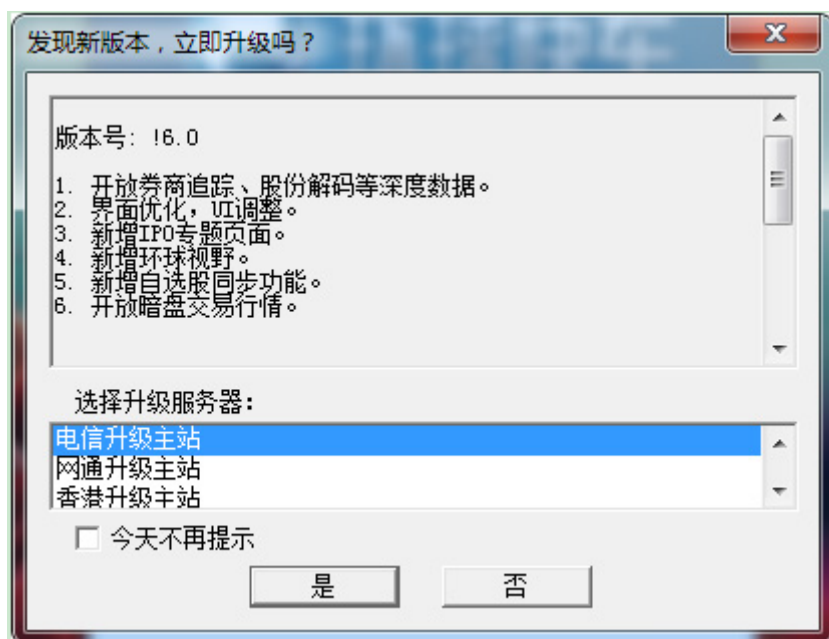 发现新版本，立即升级吗？
版本号: !6.0
1. 开放券商追踪、股份解码等深度数据。
2. 界面优化，UI调整。
3. 新增IPO专题页面。
4. 新增环球视野。
5. 新增自选股同步功能。
6. 开放暗盘交易行情。
选择升级服务器:
电信升级主站
网通升级主站
香港升级主站
今天不再提示
是
否